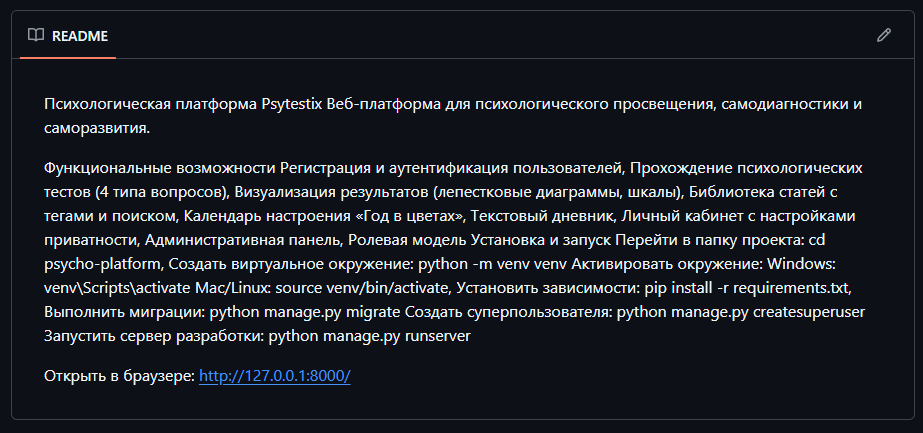 README
Психологическая платформа Psytestix Веб-платформа для психологического просвещения, самодиагностики и
саморазвития.
Функциональные возможности Регистрация и аутентификация пользователей, Прохождение психологических
тестов (4 типа вопросов), Визуализация результатов (лепестковые диаграммы, шкалы), Библиотека статей с
тегами и поиском, Календарь настроения «Год в цветах», Текстовый дневник, Личный кабинет с настройками
приватности, Административная панель, Ролевая модель Установка и запуск Перейти в папку проекта: cd
psycho-platform, Создать виртуальное окружение: python -m venv venv Активировать окружение: Windows:
venv\Scripts\activate Mac/Linux: source venv/bin/activate, Установить зависимости: pip install -r requirements.txt,
Выполнить миграции: python manage.py migrate Создать суперпользователя: python manage.py createsuperuser
Запустить сервер разработки: python manage.py runserver
Открыть в браузере: http://127.0.0.1:8000/